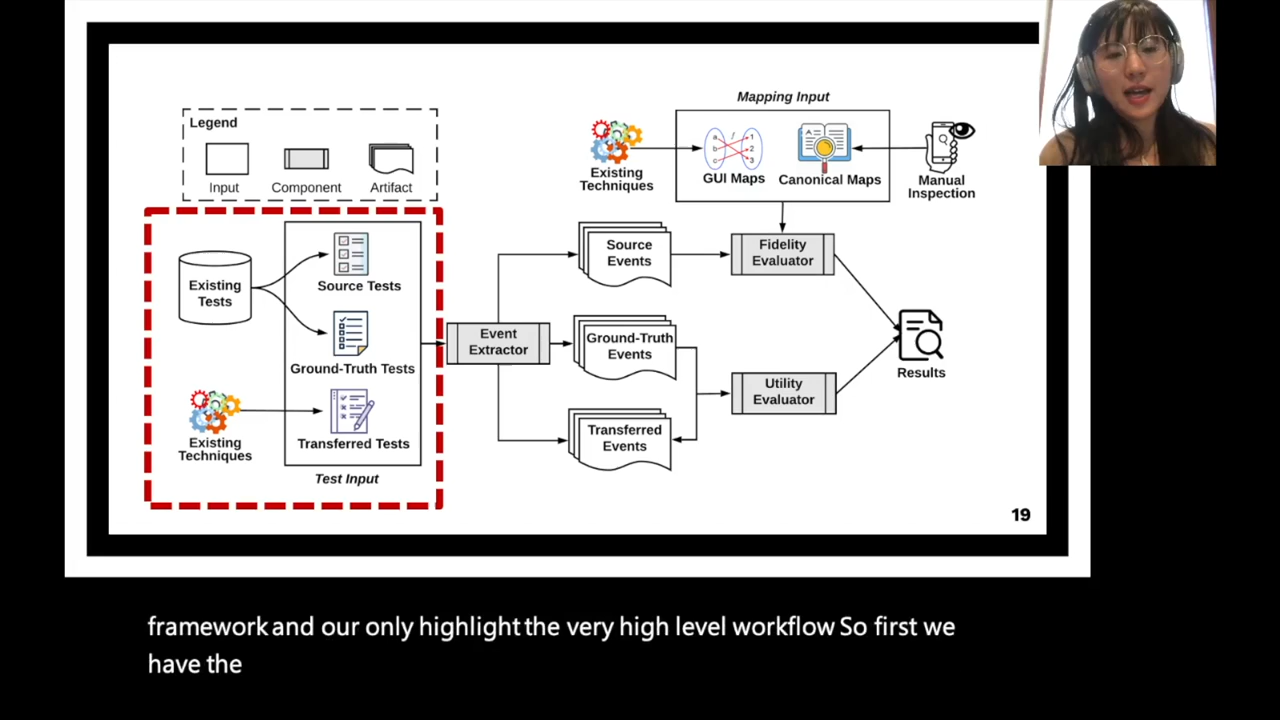 Legend
Input
Component
Artifact
Existing
Tests
Source Tests
Ground-Truth Tests
Existing
Techniques
Transferred Tests
Test Input
Event
Extractor
Mapping Input
Existing
Techniques
GUI Maps
Canonical Maps
Manual
Inspection
Source
Events
Fidelity
Evaluator
Ground-Truth
Events
Utility
Evaluator
Transferred
Events
Results
19
framework and our only highlight the very high level workflow So first we
have the